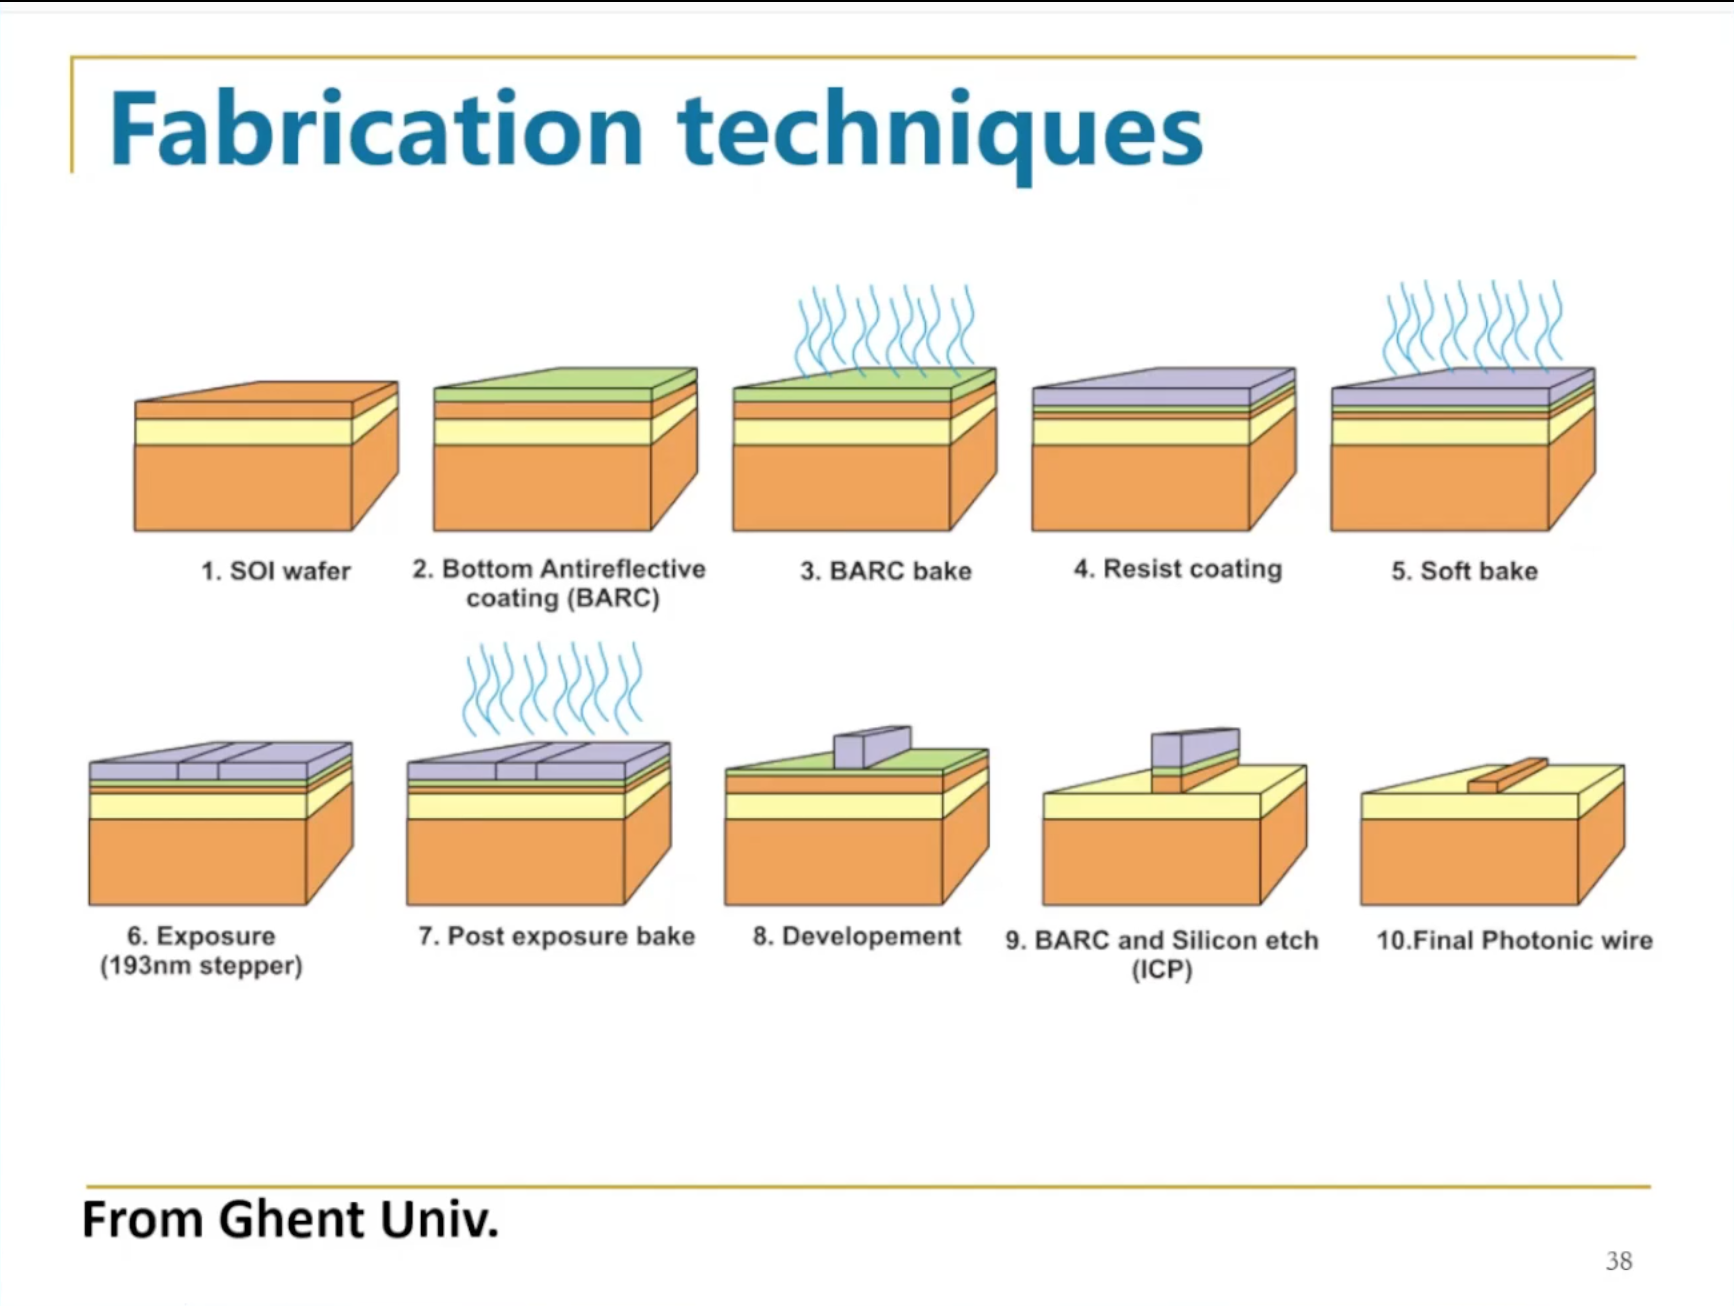 Fabrication techniques
1. SOI wafer
2. Bottom Antireflective
coating (BARC)
3. BARC bake
4. Resist coating
5. Soft bake
6. Exposure
(193nm stepper)
7. Post exposure bake
8. Developement
9. BARC and Silicon etch
(ICP)
10.Final Photonic wire
From Ghent Univ.
38